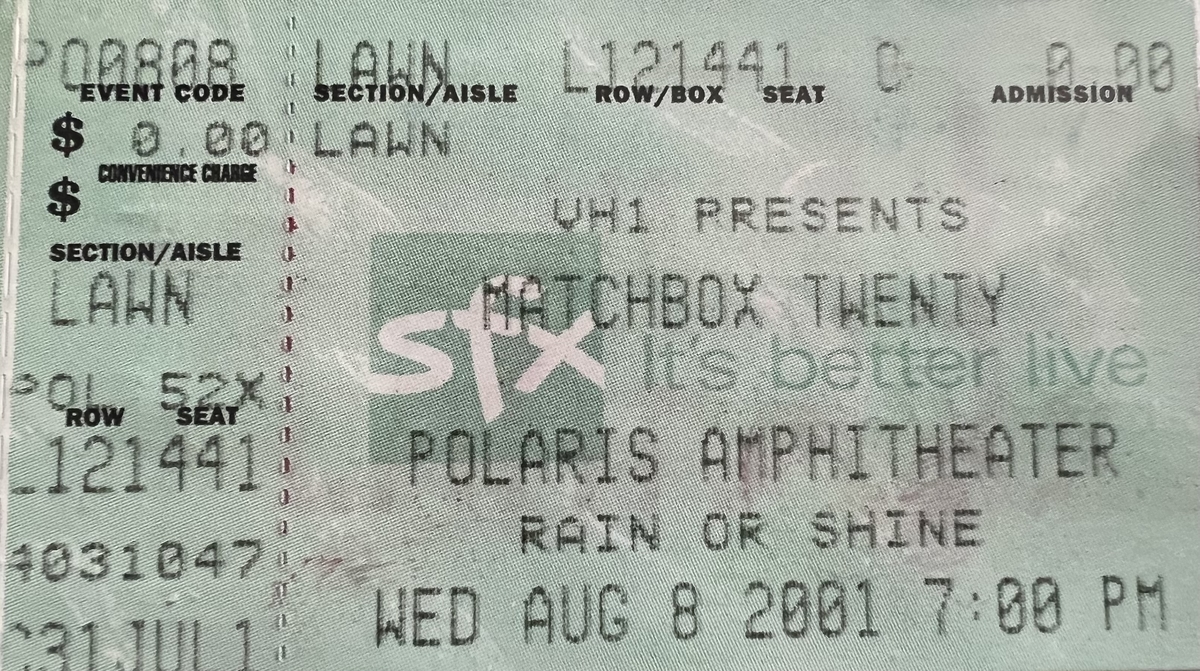 P00808 LAWN L121441 C 0.00
EVENT CODE SECTION/AISLE ROW/BOX SEAT ADMISSION
$ 0.00 LAWN
CONVENIENCE CHARGE
$
VH1 PRESENTS
SECTION/AISLE
LAWN
MATCHBOX TWENTY
sfx It's better live
POL 52X
ROW SEAT
POLARIS AMPHITHEATER
L121441
RAIN OR SHINE
4031047
WED AUG 8 2001 7:00 PM
31JUL1